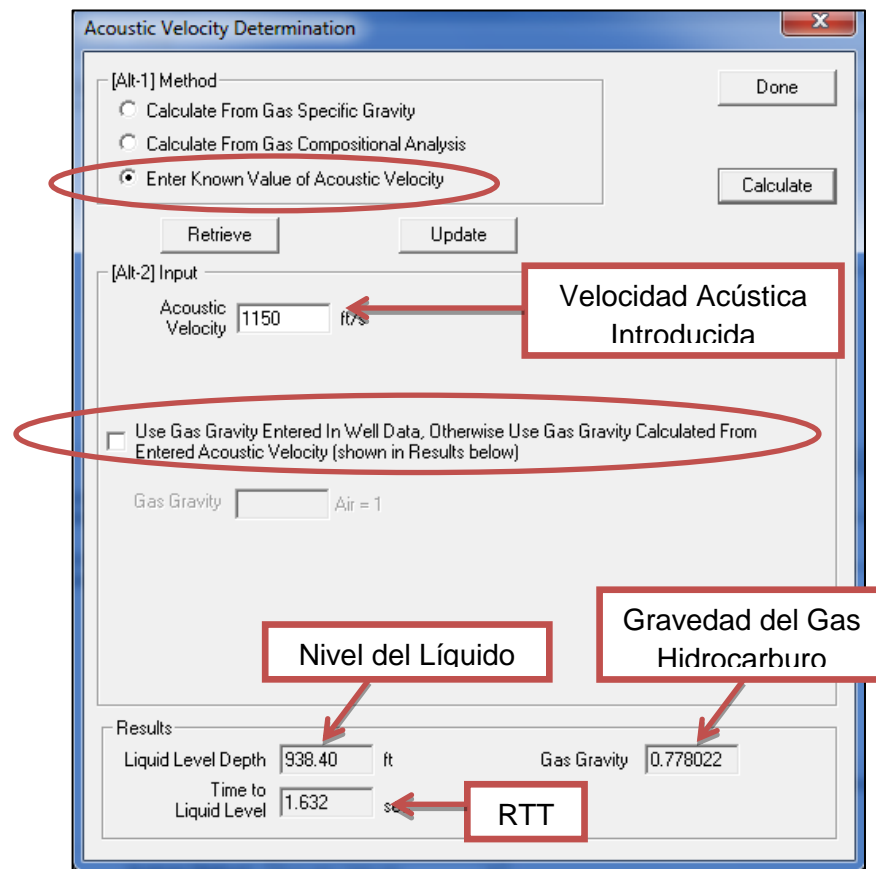 Acoustic Velocity Determination
[Alt-1] Method
Calculate From Gas Specific Gravity
Calculate From Gas Compositional Analysis
Enter Known Value of Acoustic Velocity
Done
Calculate
Retrieve
Update
[Alt-2] Input
Acoustic
Velocity 1150 ft/s
Velocidad Acústica
Introducida
Use Gas Gravity Entered In Well Data, Otherwise Use Gas Gravity Calculated From
Entered Acoustic Velocity (shown in Results below)
Gas Gravity Air = 1
Nivel del Líquido
Gravedad del Gas
Hidrocarburo
Results
Liquid Level Depth 938.40 ft Gas Gravity 0.778022
Time to
Liquid Level 1.632
RTT